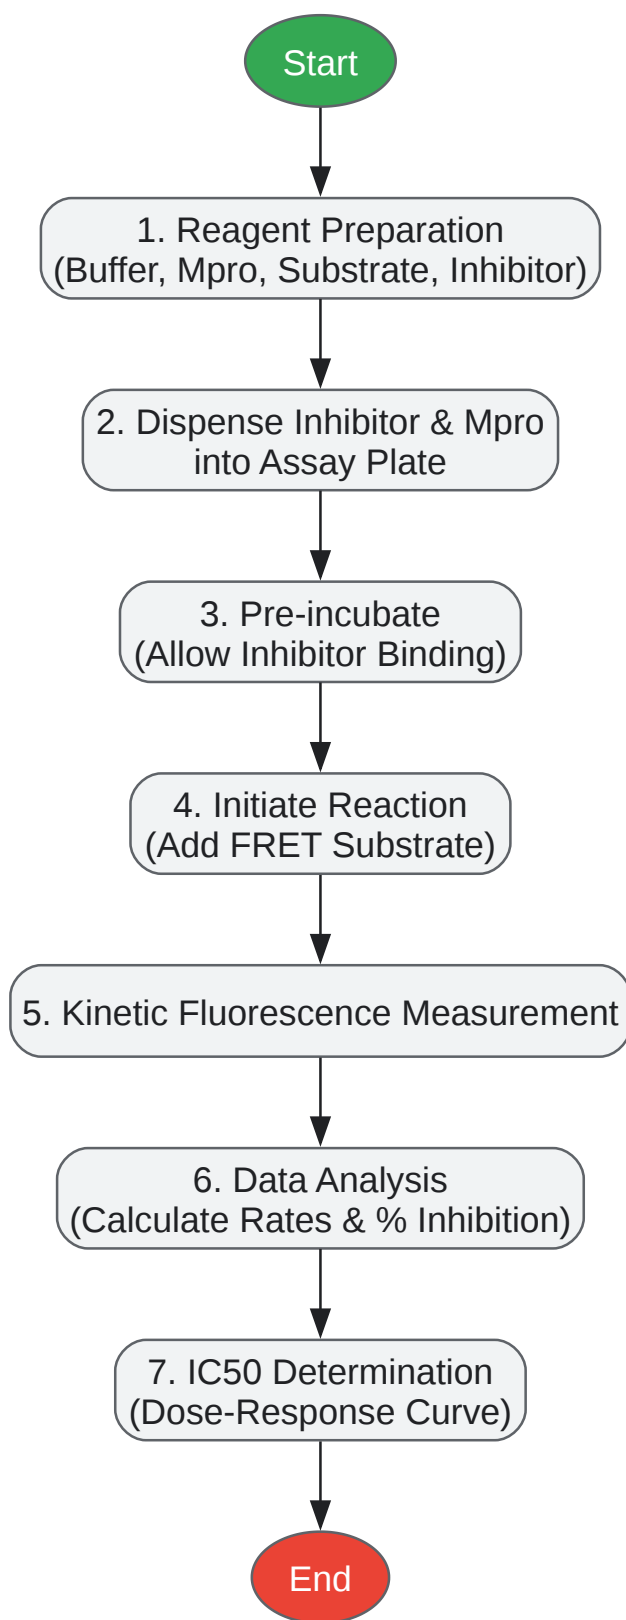 Start
1. Reagent Preparation
(Buffer, Mpro, Substrate, Inhibitor)
2. Dispense Inhibitor & Mpro
into Assay Plate
3. Pre-incubate
(Allow Inhibitor Binding)
4. Initiate Reaction
(Add FRET Substrate)
5. Kinetic Fluorescence Measurement
6. Data Analysis
(Calculate Rates & % Inhibition)
7. IC50 Determination
(Dose-Response Curve)
End